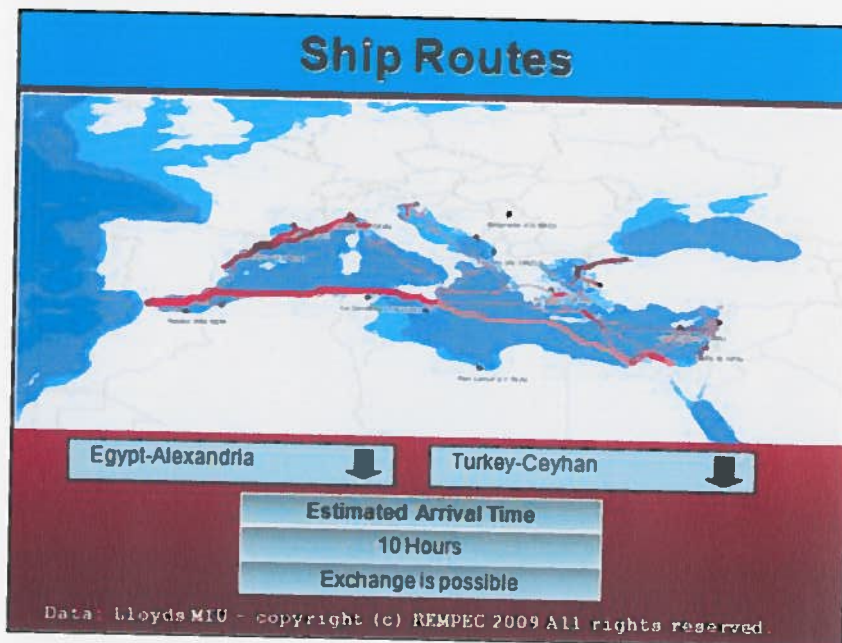 Ship Routes
Egypt-Alexandria
Turkey-Ceyhan
Estimated Arrival Time
10 Hours
Exchange is possible
Data: Lloyds MIU - copyright (c) REMPEC 2009 All rights reserved